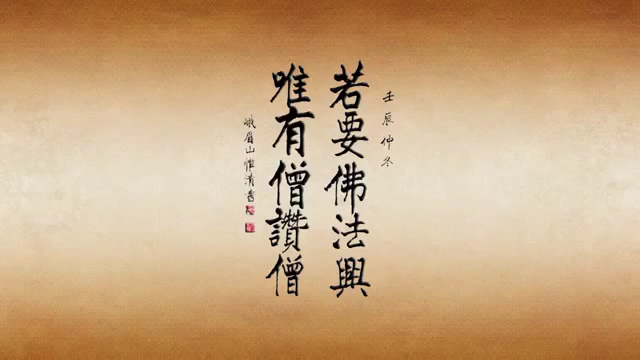 壬辰仲冬
若要佛法興
唯有僧讚僧
峨眉山惟清書